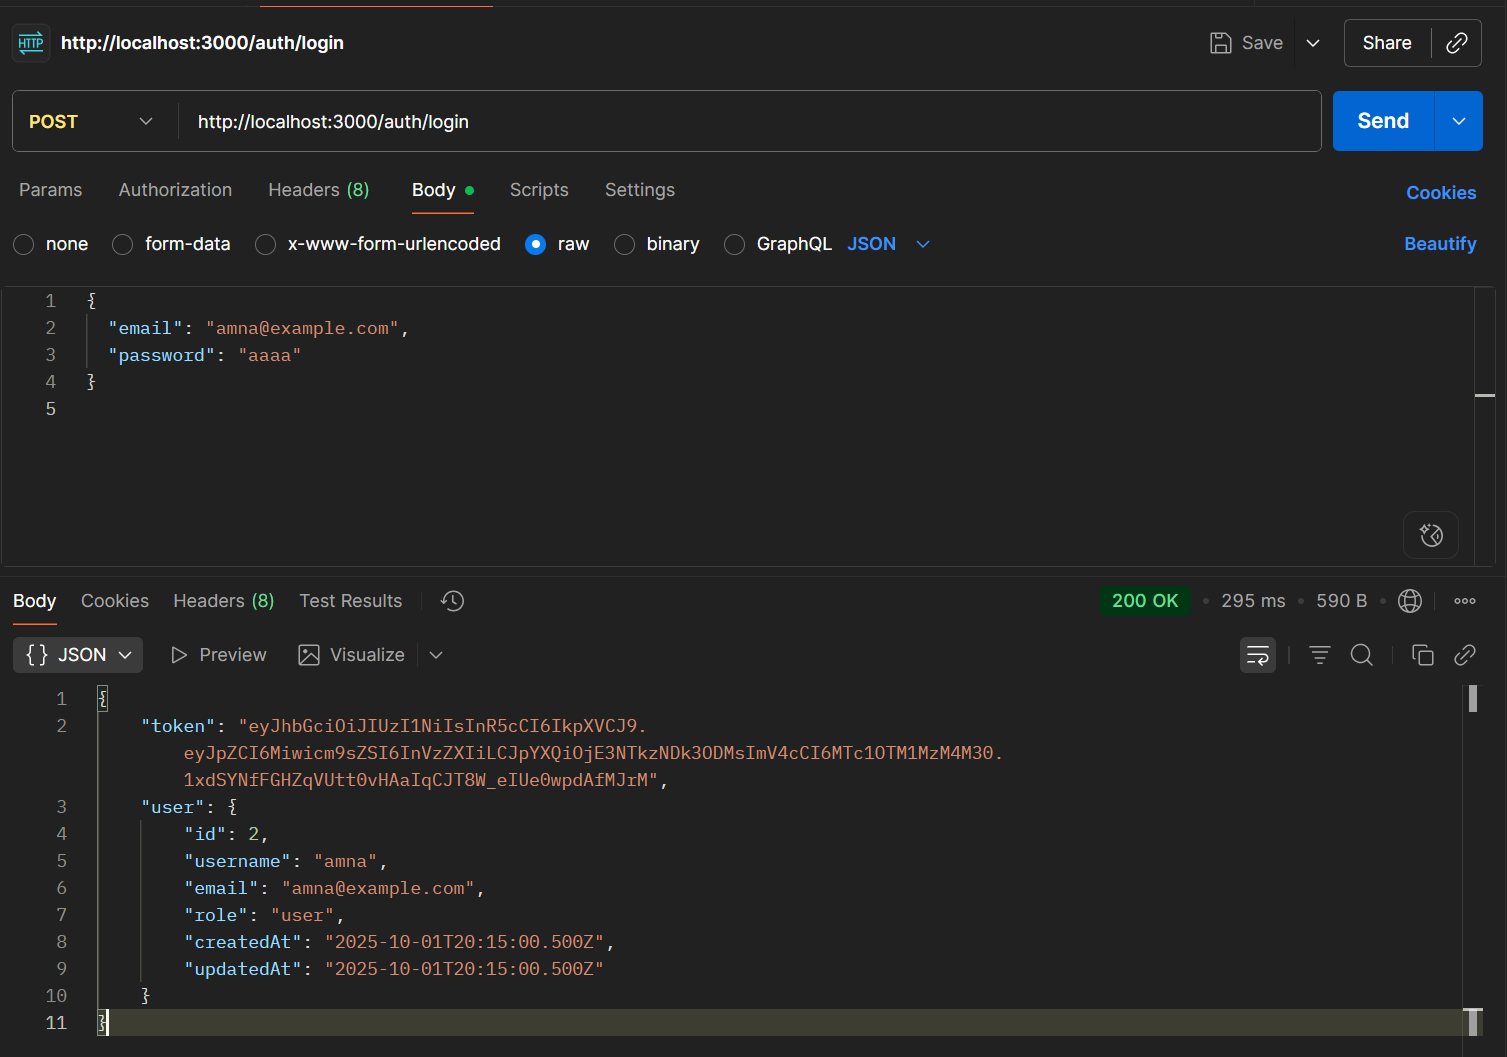 HTTP http://localhost:3000/auth/login Save Share
POST http://localhost:3000/auth/login Send
Params Authorization Headers (8) Body Scripts Settings Cookies
none form-data x-www-form-urlencoded raw binary GraphQL JSON Beautify
1 {
2 "email": "amna@example.com",
3 "password": "aaaa"
4 }
5
Body Cookies Headers (8) Test Results 200 OK • 295 ms • 590 B •
{} JSON Preview Visualize
1 {
2 "token": "eyJhbGciOiJIUzI1NiIsInR5cCI6IkpXVCJ9.
eyJpZCI6Miwicm9sZSI6InVzZXIiLCJpYXQiOjE3NTkzNDk3ODMsImV4cCI6MTc1OTM1MzM4M30.
1xdSYNfFGHZqVUtt0vHAaIqCJT8W_eIUe0wpdAfMJrM",
3 "user": {
4 "id": 2,
5 "username": "amna",
6 "email": "amna@example.com",
7 "role": "user",
8 "createdAt": "2025-10-01T20:15:00.500Z",
9 "updatedAt": "2025-10-01T20:15:00.500Z"
10 }
11 }